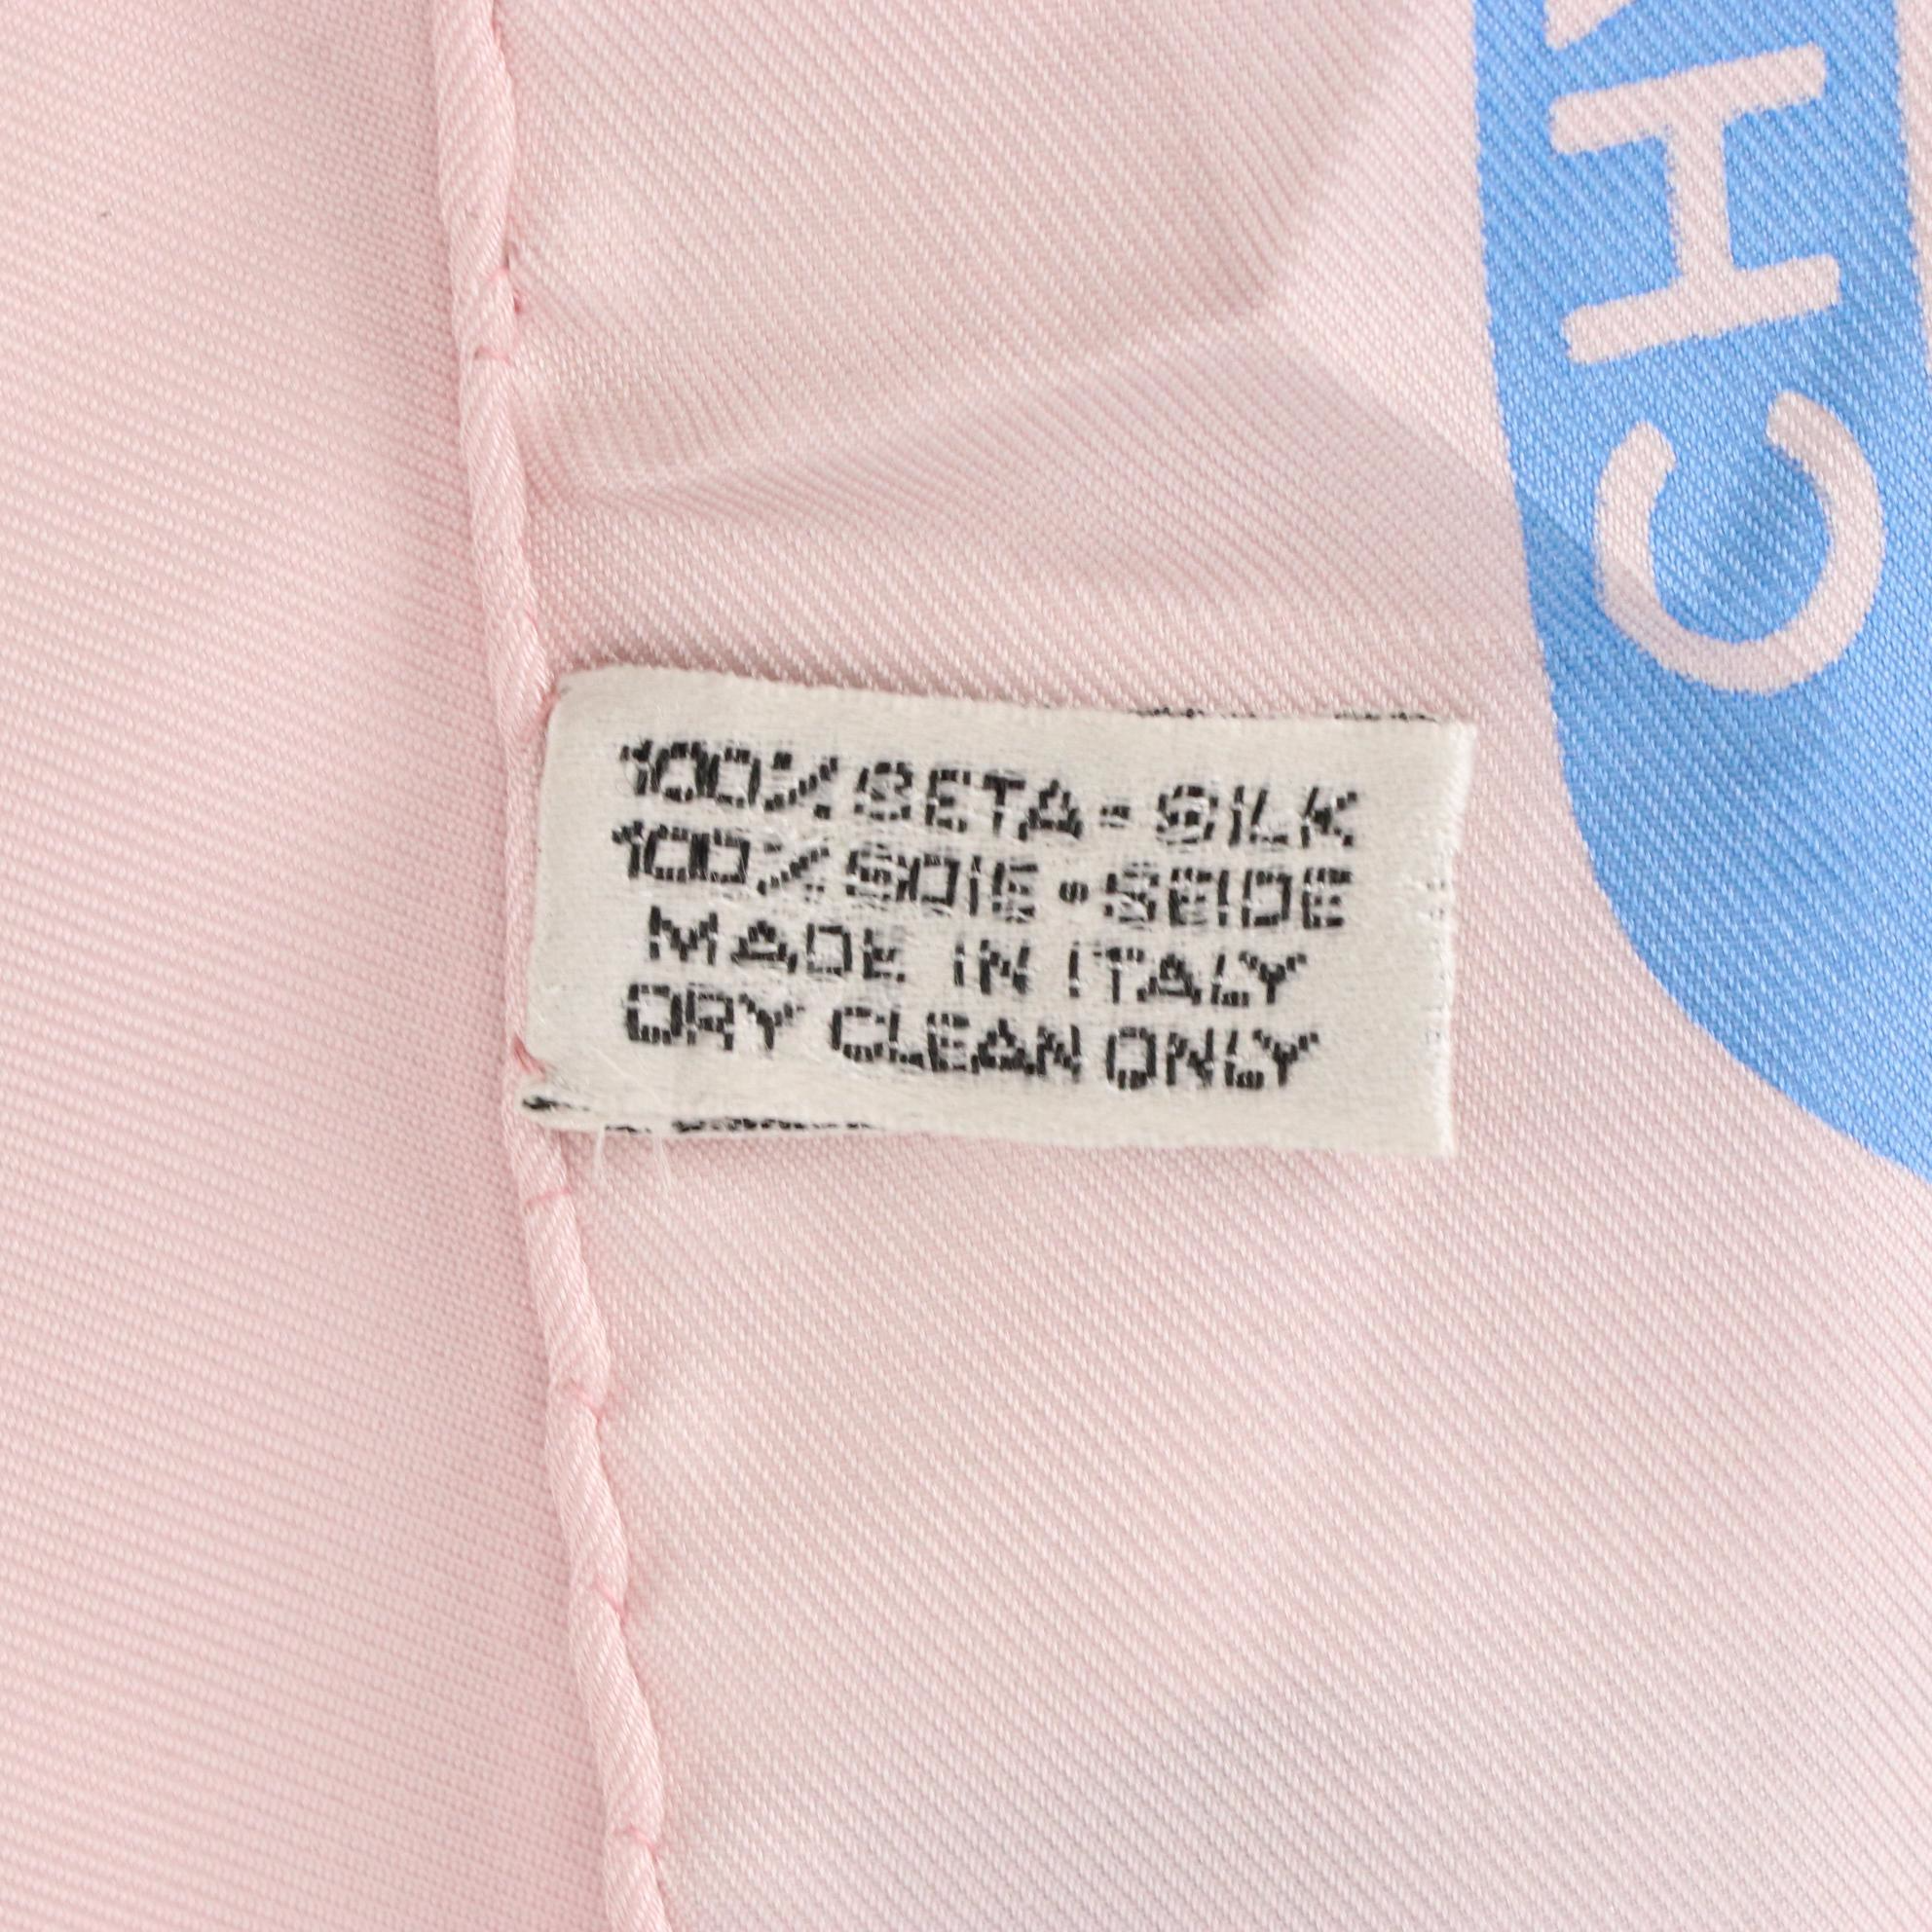 100% SETA - SILK
100% SOIE - SEIDE
MADE IN ITALY
DRY CLEAN ONLY
CH